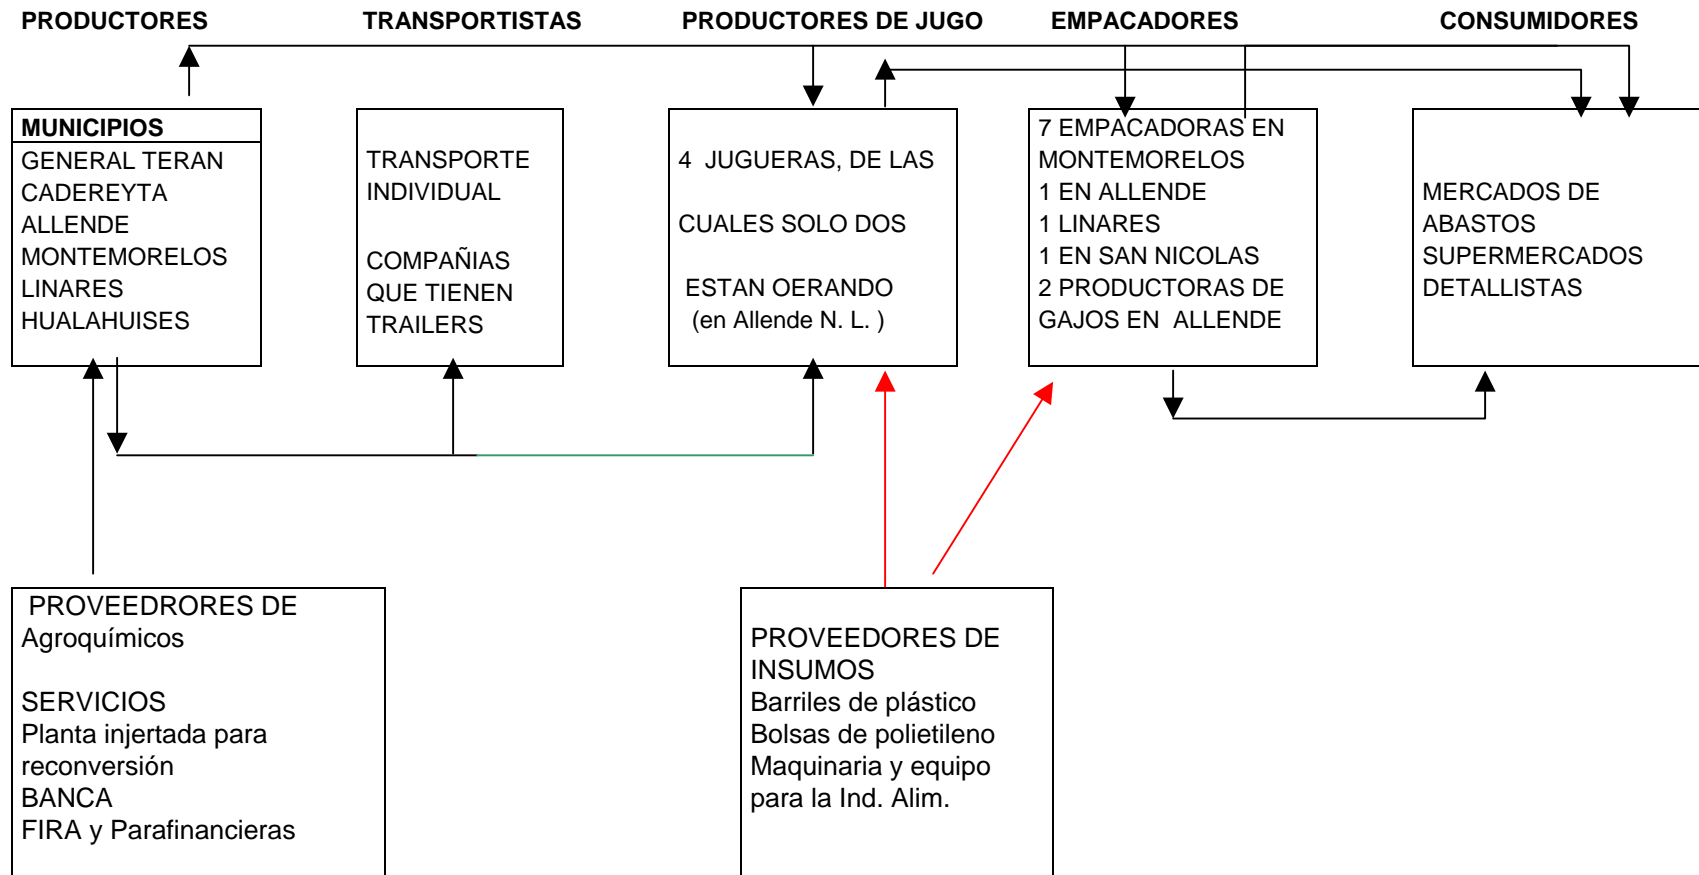 PRODUCTORES
TRANSPORTISTAS
PRODUCTORES DE JUGO
EMPACADORES
CONSUMIDORES
MUNICIPIOS
GENERAL TERAN
CADEREYTA
ALLENDE
MONTEMORELOS
LINARES
HUALAHUISES
TRANSPORTE
INDIVIDUAL
COMPAÑIAS
QUE TIENEN
TRAILERS
4 JUGUERAS, DE LAS
CUALES SOLO DOS
ESTAN OERANDO
(en Allende N. L. )
7 EMPACADORAS EN
MONTEMORELOS
1 EN ALLENDE
1 LINARES
1 EN SAN NICOLAS
2 PRODUCTORAS DE
GAJOS EN ALLENDE
MERCADOS DE
ABASTOS
SUPERMERCADOS
DETALLISTAS
PROVEEDRORES DE
Agroquímicos
SERVICIOS
Planta injertada para
reconversión
BANCA
FIRA y Parafinancieras
PROVEEDORES DE
INSUMOS
Barriles de plástico
Bolsas de polietileno
Maquinaria y equipo
para la Ind. Alim.